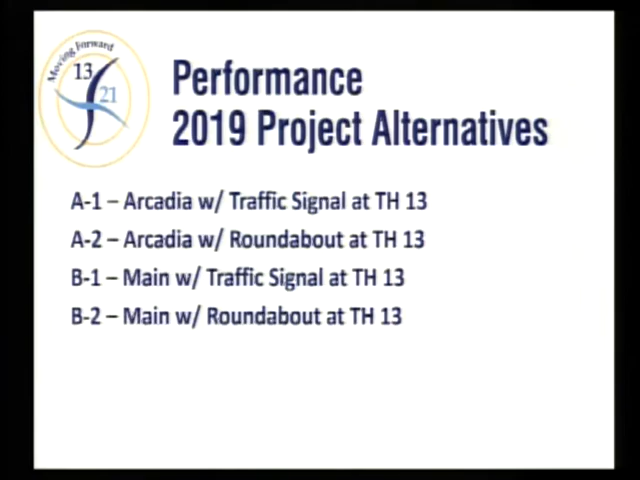 Moving Forward
13
21
Performance
2019 Project Alternatives
A-1 – Arcadia w/ Traffic Signal at TH 13
A-2 – Arcadia w/ Roundabout at TH 13
B-1 – Main w/ Traffic Signal at TH 13
B-2 – Main w/ Roundabout at TH 13